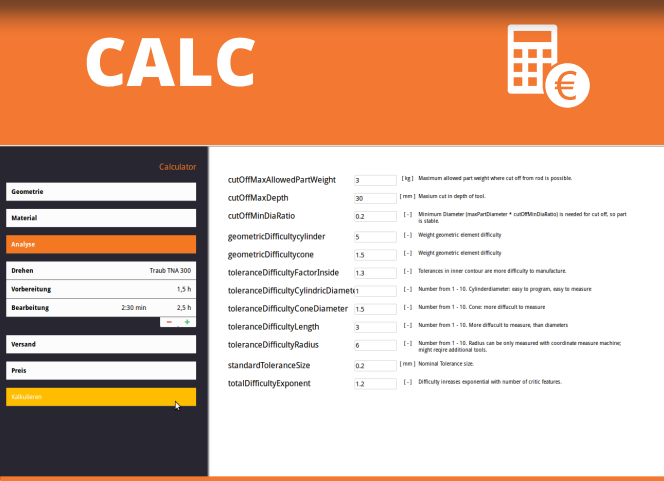 CALC
€
Calculator
Geometrie
Material
Analyse
Drehen Traub TNA 300
Vorbereitung 1,5 h
Bearbeitung 2:30 min 2,5 h
− +
Versand
Preis
Kalkulieren
cutOffMaxAllowedPartWeight 3 [ kg ] Maximum allowed part weight where cut off from rod is possible.
cutOffMaxDepth 30 [ mm ] Maxium cut in depth of tool.
cutOffMinDiaRatio 0.2 [ - ] Minimum Diameter (maxPartDiameter * cutOffMinDiaRatio) is needed for cut off, so part
is stable.
geometricDifficultycylinder 5 [ - ] Weight geometric element difficulty
geometricDifficultycone 1.5 [ - ] Weight geometric element difficulty
toleranceDifficultyFactorInside 1.3 [ - ] Tolerances in inner contour are more difficulty to manufacture.
toleranceDifficultyCylindricDiamete 1 [ - ] Number from 1 - 10. Cylinderdiameter: easy to program, easy to measure
toleranceDifficultyConeDiameter 1.5 [ - ] Number from 1 - 10. Cone: more diffucult to measure
toleranceDifficultyLength 3 [ - ] Number from 1 - 10. More diffucult to measure, than diameters
toleranceDifficultyRadius 6 [ - ] Number from 1 - 10. Radius can be only measured with coordinate measure machine;
might reqire additional tools.
standardToleranceSize 0.2 [ mm ] Nominal Tolerance size.
totalDifficultyExponent 1.2 [ - ] Difficulty inreases exponential with number of critic features.